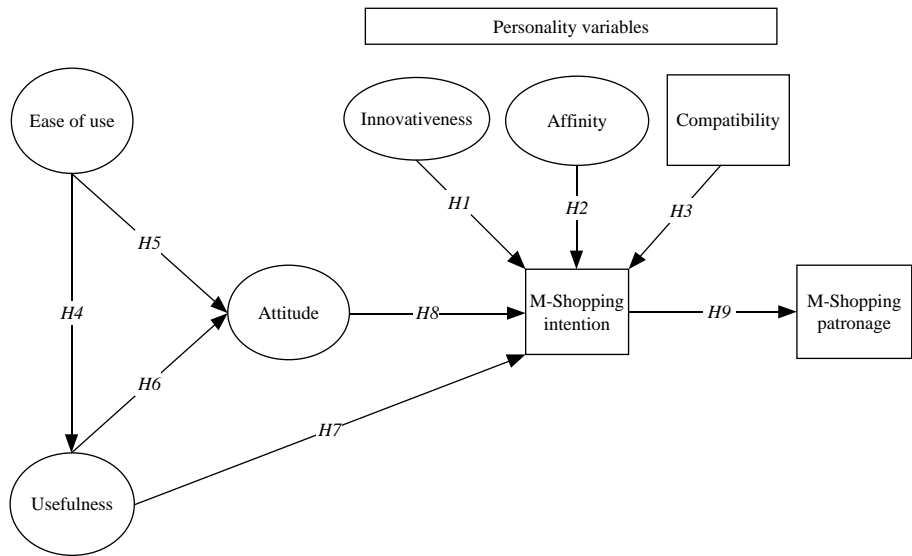 Personality variables
Ease of use
Innovativeness
Affinity
Compatibility
H1
H2
H3
H5
H4
Attitude
H8
M-Shopping
intention
H9
M-Shopping
patronage
H6
H7
Usefulness